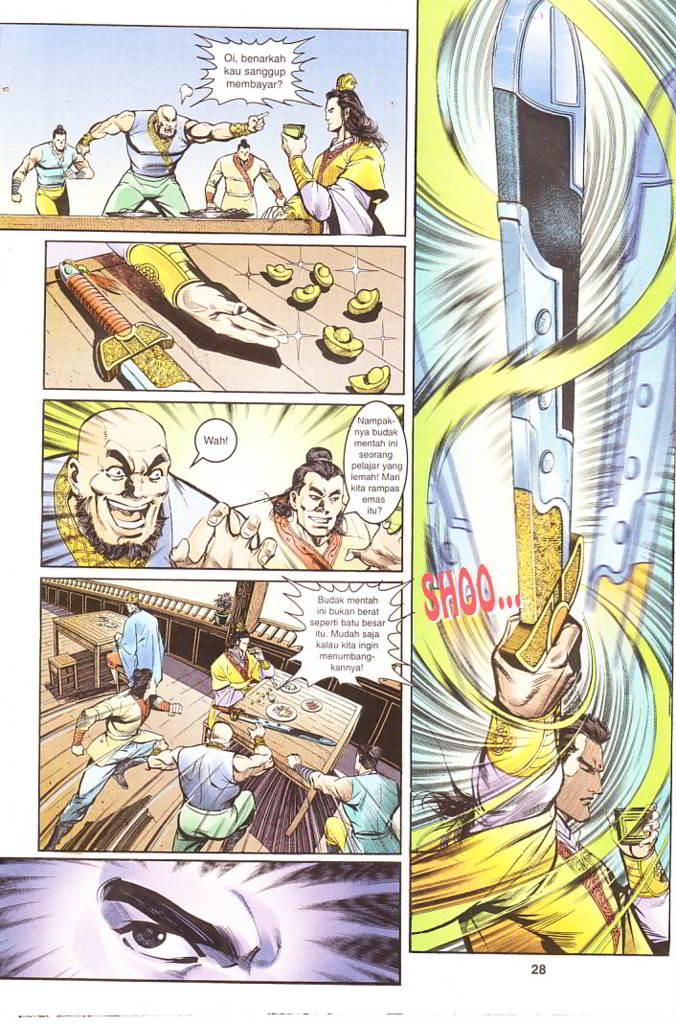 Oi, benarkah
kau sanggup
membayar?
Wah!
Nampak-
nya budak
mentah ini
seorang
pelajar yang
lemah! Mari
kita rampas
emas
itu?
Budak mentah
ini bukan berat
seperti batu besar
itu. Mudah saja
kalau kita ingin
menumbang-
kannya!
SHOO...
28